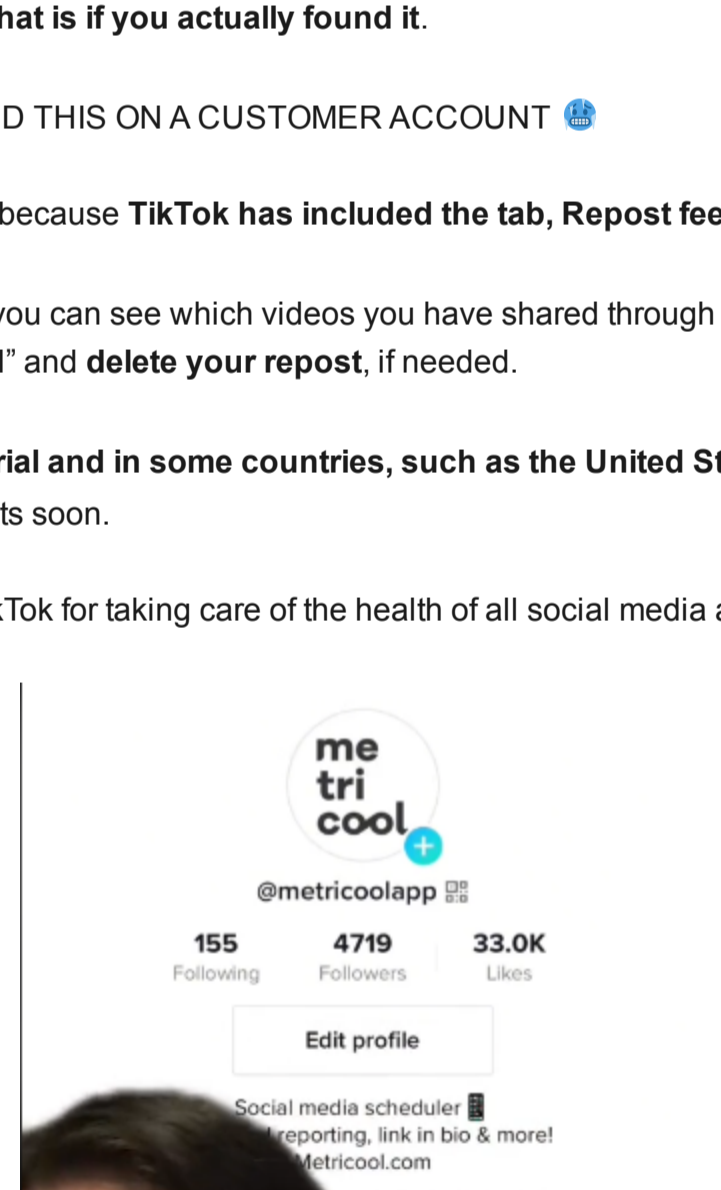 hat is if you actually found it.
D THIS ON A CUSTOMER ACCOUNT 🥶
because TikTok has included the tab, Repost fee
you can see which videos you have shared through
” and delete your repost, if needed.
rial and in some countries, such as the United St
ts soon.
kTok for taking care of the health of all social media a
me
tri
cool
@metricoolapp
155 4719 33.0K
Following Followers Likes
Edit profile
Social media scheduler
reporting, link in bio & more!
Metricool.com